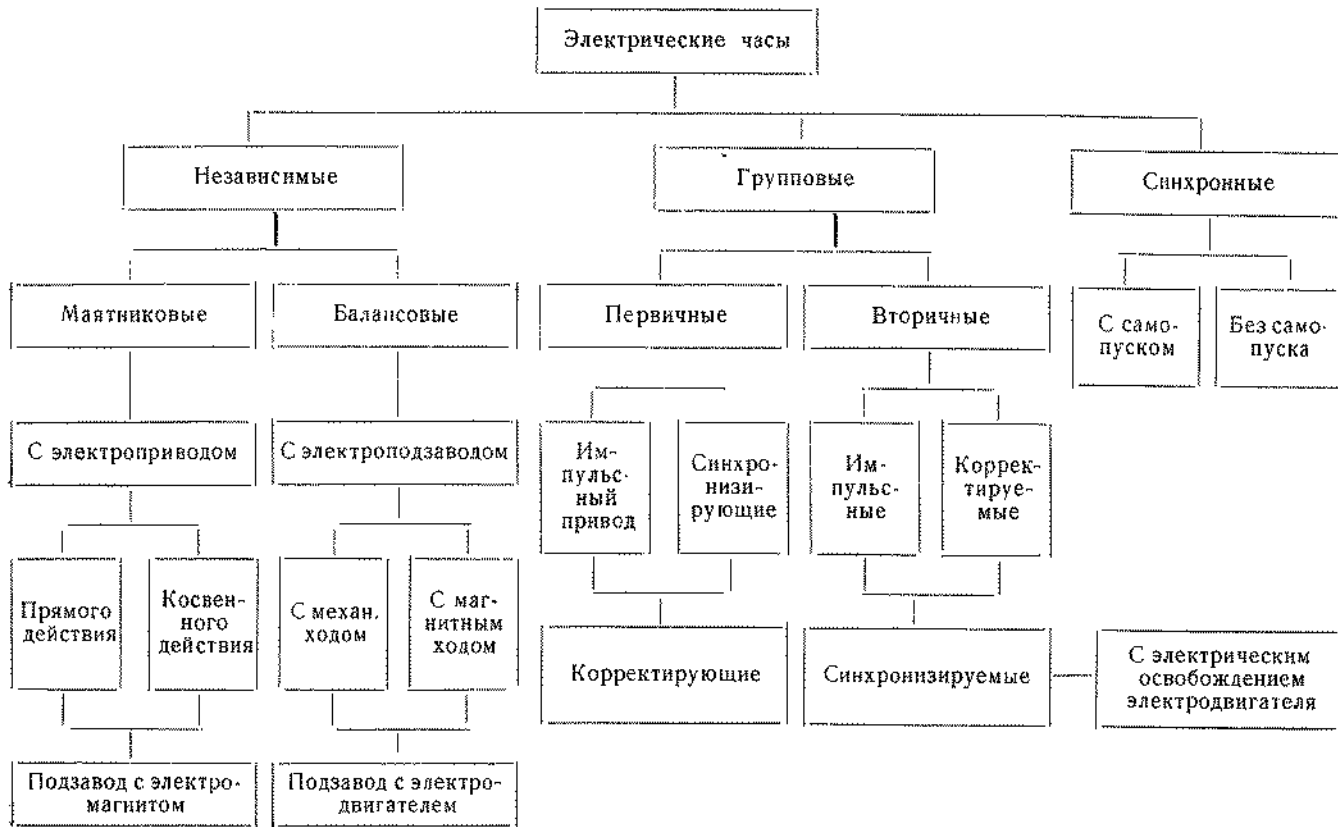 Электрические часы
Независимые
Групповые
Синхронные
Маятниковые
Балансовые
Первичные
Вторичные
С само-
пуском
Без само-
пуска
С электроприводом
С электроподзаводом
Им-
пульс-
ный
привод
Синхро-
низи-
рующие
Им-
пульс-
ные
Коррек-
тируе-
мые
Прямого
действия
Косвен-
ного
действия
С механ.
ходом
С маг-
нитным
ходом
Корректирующие
Синхронизируемые
С электрическим
освобождением
электродвигателя
Подзавод с электро-
магнитом
Подзавод с электро-
двигателем